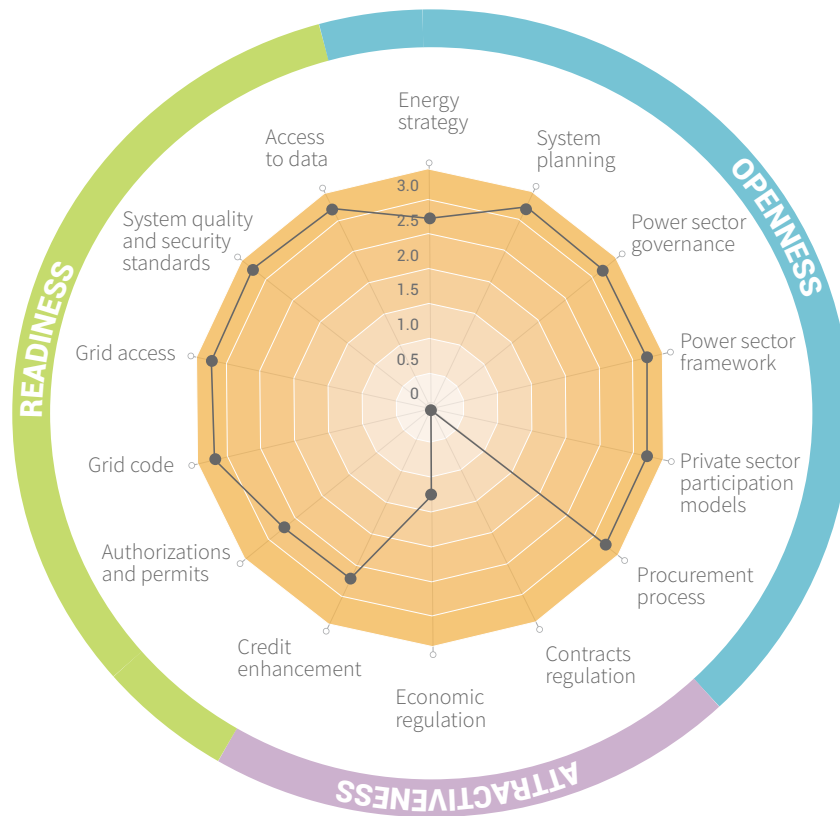 Energy
strategy
System
planning
Power sector
governance
Power sector
framework
Private sector
participation
models
Procurement
process
Contracts
regulation
Economic
regulation
Credit
enhancement
Authorizations
and permits
Grid code
Grid access
System quality
and security
standards
Access
to data
3.0
2.5
2.0
1.5
1.0
0.5
0
OPENNESS
ATTRACTIVENESS
READINESS